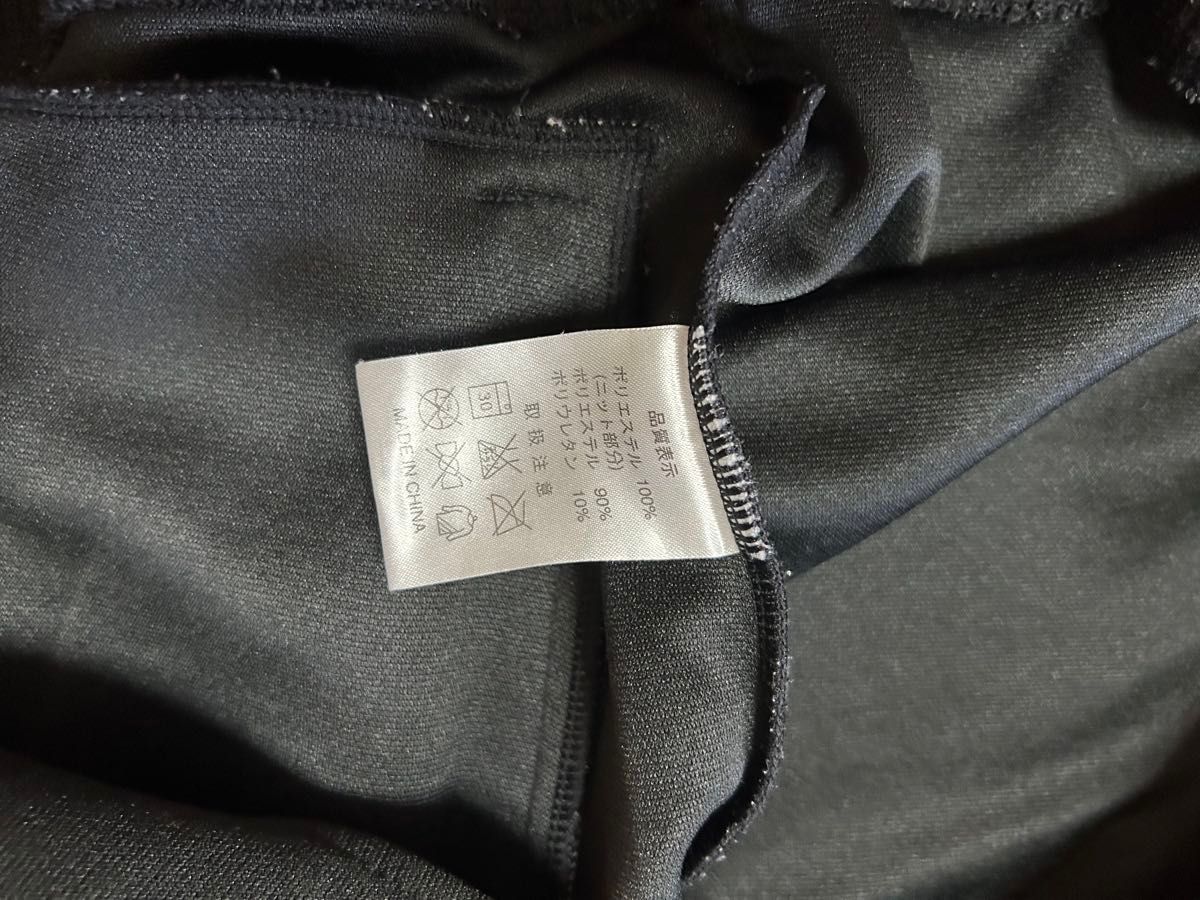 品質表示
ポリエステル 100%
(ニット部分)
ポリエステル 90%
ポリウレタン 10%
取扱注意
30
MADE IN CHINA